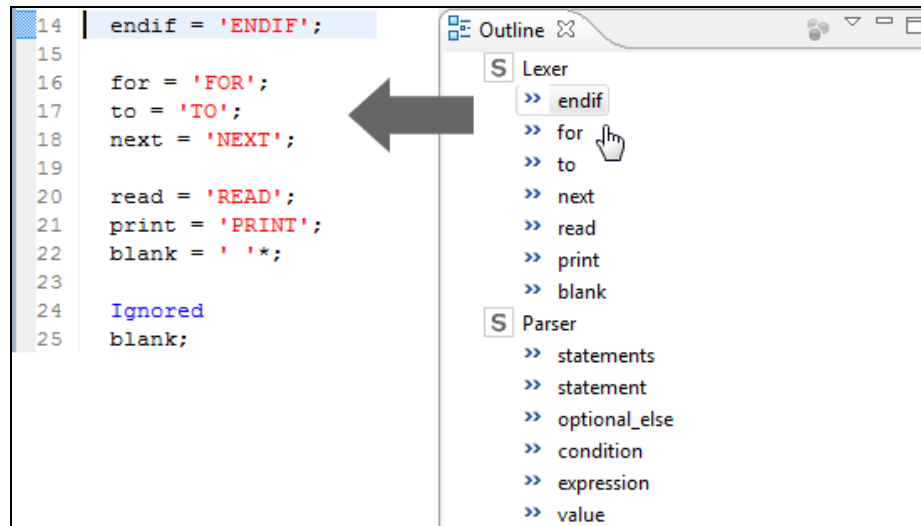 14 endif = 'ENDIF';
15
16 for = 'FOR';
17 to = 'TO';
18 next = 'NEXT';
19
20 read = 'READ';
21 print = 'PRINT';
22 blank = ' '*;
23
24 Ignored
25 blank;
Outline
S Lexer
endif
for
to
next
read
print
blank
S Parser
statements
statement
optional_else
condition
expression
value